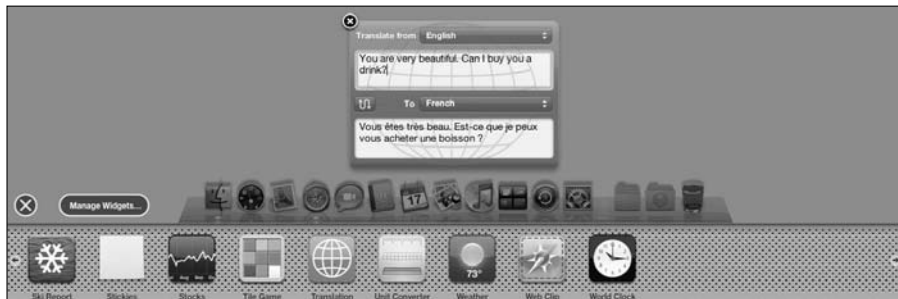 Translate from English
You are very beautiful. Can I buy you a
drink?
To French
Vous êtes très beau. Est-ce que je peux
vous acheter une boisson ?
17
Manage Widgets...
73°
Ski Report Stickies Stocks Tile Game Translation Unit Converter Weather Web Clip World Clock